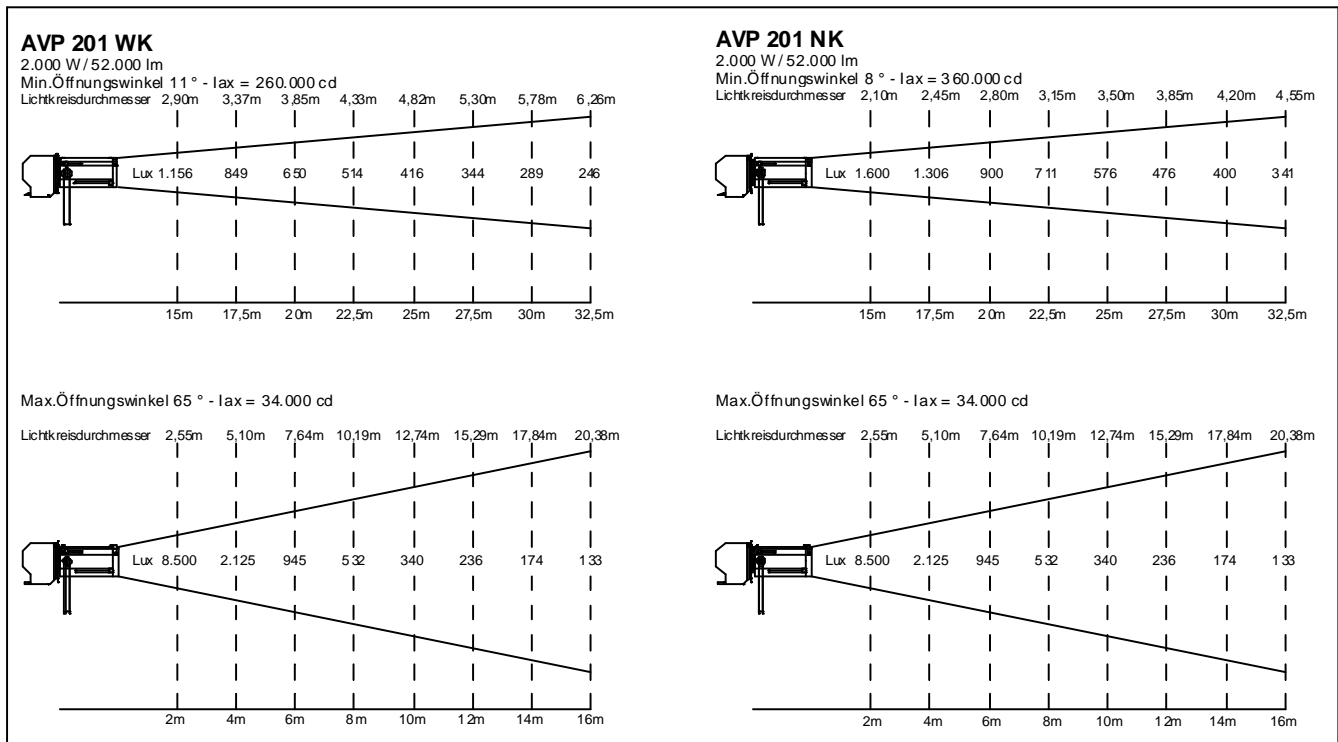 AVP 201 WK
2.000 W / 52.000 lm
Min.Öffnungswinkel 11° - Iax = 260.000 cd
Lichtkreisdurchmesser 2,90m 3,37m 3,85m 4,33m 4,82m 5,30m 5,78m 6,26m
Lux 1.156 849 650 514 416 344 289 246
15m 17,5m 20m 22,5m 25m 27,5m 30m 32,5m
Max.Öffnungswinkel 65° - Iax = 34.000 cd
Lichtkreisdurchmesser 2,55m 5,10m 7,64m 10,19m 12,74m 15,29m 17,84m 20,38m
Lux 8.500 2.125 945 532 340 236 174 133
2m 4m 6m 8m 10m 12m 14m 16m
AVP 201 NK
2.000 W / 52.000 lm
Min.Öffnungswinkel 8° - Iax = 360.000 cd
Lichtkreisdurchmesser 2,10m 2,45m 2,80m 3,15m 3,50m 3,85m 4,20m 4,55m
Lux 1.600 1.306 900 711 576 476 400 341
15m 17,5m 20m 22,5m 25m 27,5m 30m 32,5m
Max.Öffnungswinkel 65° - Iax = 34.000 cd
Lichtkreisdurchmesser 2,55m 5,10m 7,64m 10,19m 12,74m 15,29m 17,84m 20,38m
Lux 8.500 2.125 945 532 340 236 174 133
2m 4m 6m 8m 10m 12m 14m 16m